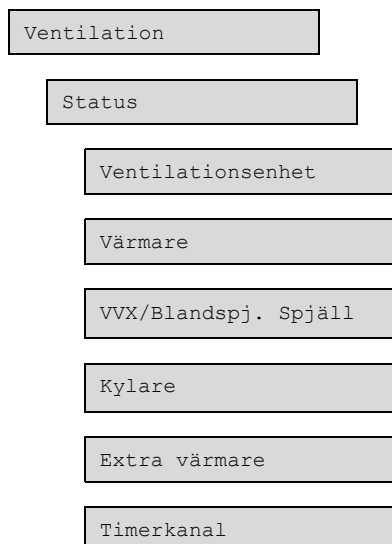 Ventilation
Status
Ventilationsenhet
Värmare
VVX/Blandspj. Spjäll
Kylare
Extra värmare
Timerkanal